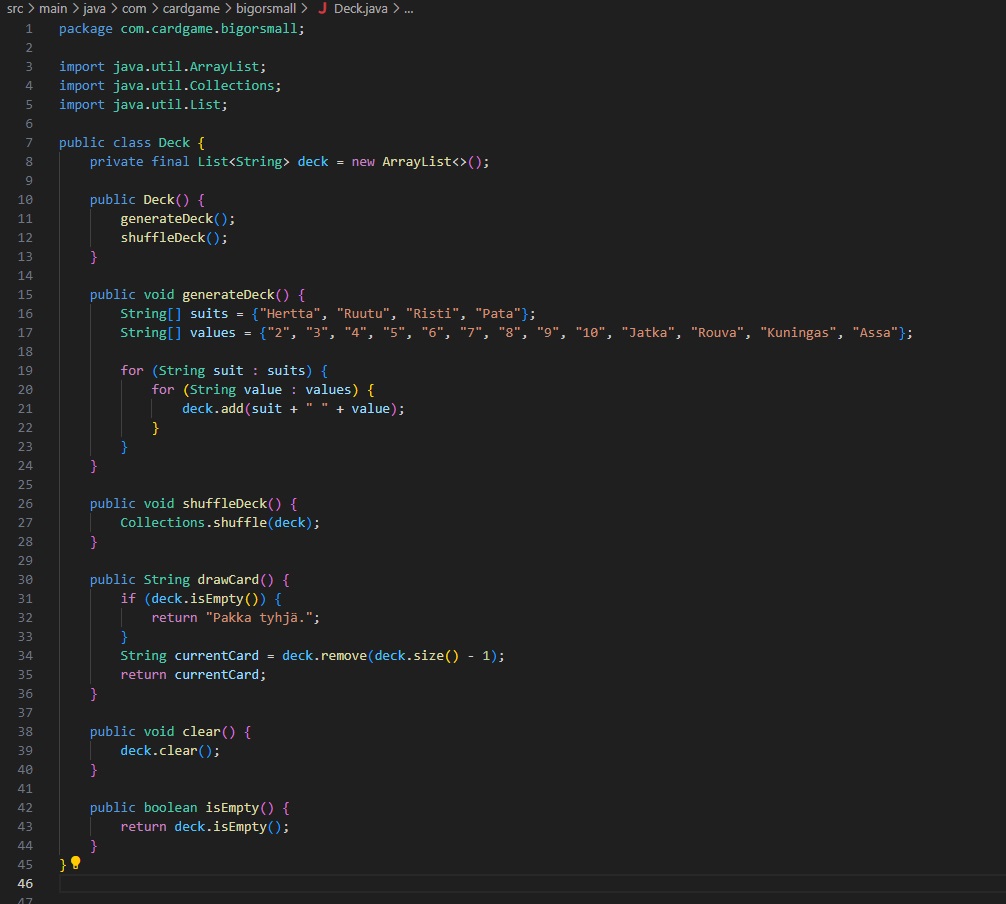 src > main > java > com > cardgame > bigorsmall > J Deck.java > ...
1 package com.cardgame.bigorsmall;
2
3 import java.util.ArrayList;
4 import java.util.Collections;
5 import java.util.List;
6
7 public class Deck {
8     private final List<String> deck = new ArrayList<>();
9
10     public Deck() {
11         generateDeck();
12         shuffleDeck();
13     }
14
15     public void generateDeck() {
16         String[] suits = {"Hertta", "Ruutu", "Risti", "Pata"};
17         String[] values = {"2", "3", "4", "5", "6", "7", "8", "9", "10", "Jatka", "Rouva", "Kuningas", "Assa"};
18
19         for (String suit : suits) {
20             for (String value : values) {
21                 deck.add(suit + " " + value);
22             }
23         }
24     }
25
26     public void shuffleDeck() {
27         Collections.shuffle(deck);
28     }
29
30     public String drawCard() {
31         if (deck.isEmpty()) {
32             return "Pakka tyhjä.";
33         }
34         String currentCard = deck.remove(deck.size() - 1);
35         return currentCard;
36     }
37
38     public void clear() {
39         deck.clear();
40     }
41
42     public boolean isEmpty() {
43         return deck.isEmpty();
44     }
45 }
46
47